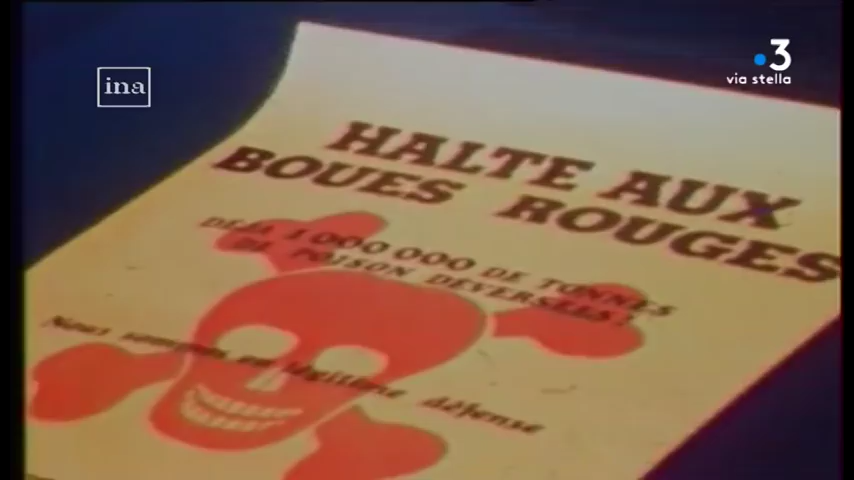 ina
3
via stella
HALTE AUX
BOUES ROUGES
DEJA 1 000 000 DE TONNES
DE POISON DEVERSEES!
Nous sommes en légitime défense